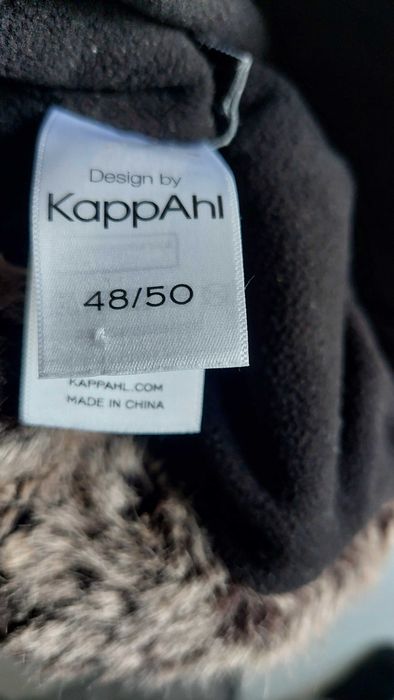 Design by
KappAhl
48/50
KAPPAHL.COM
MADE IN CHINA